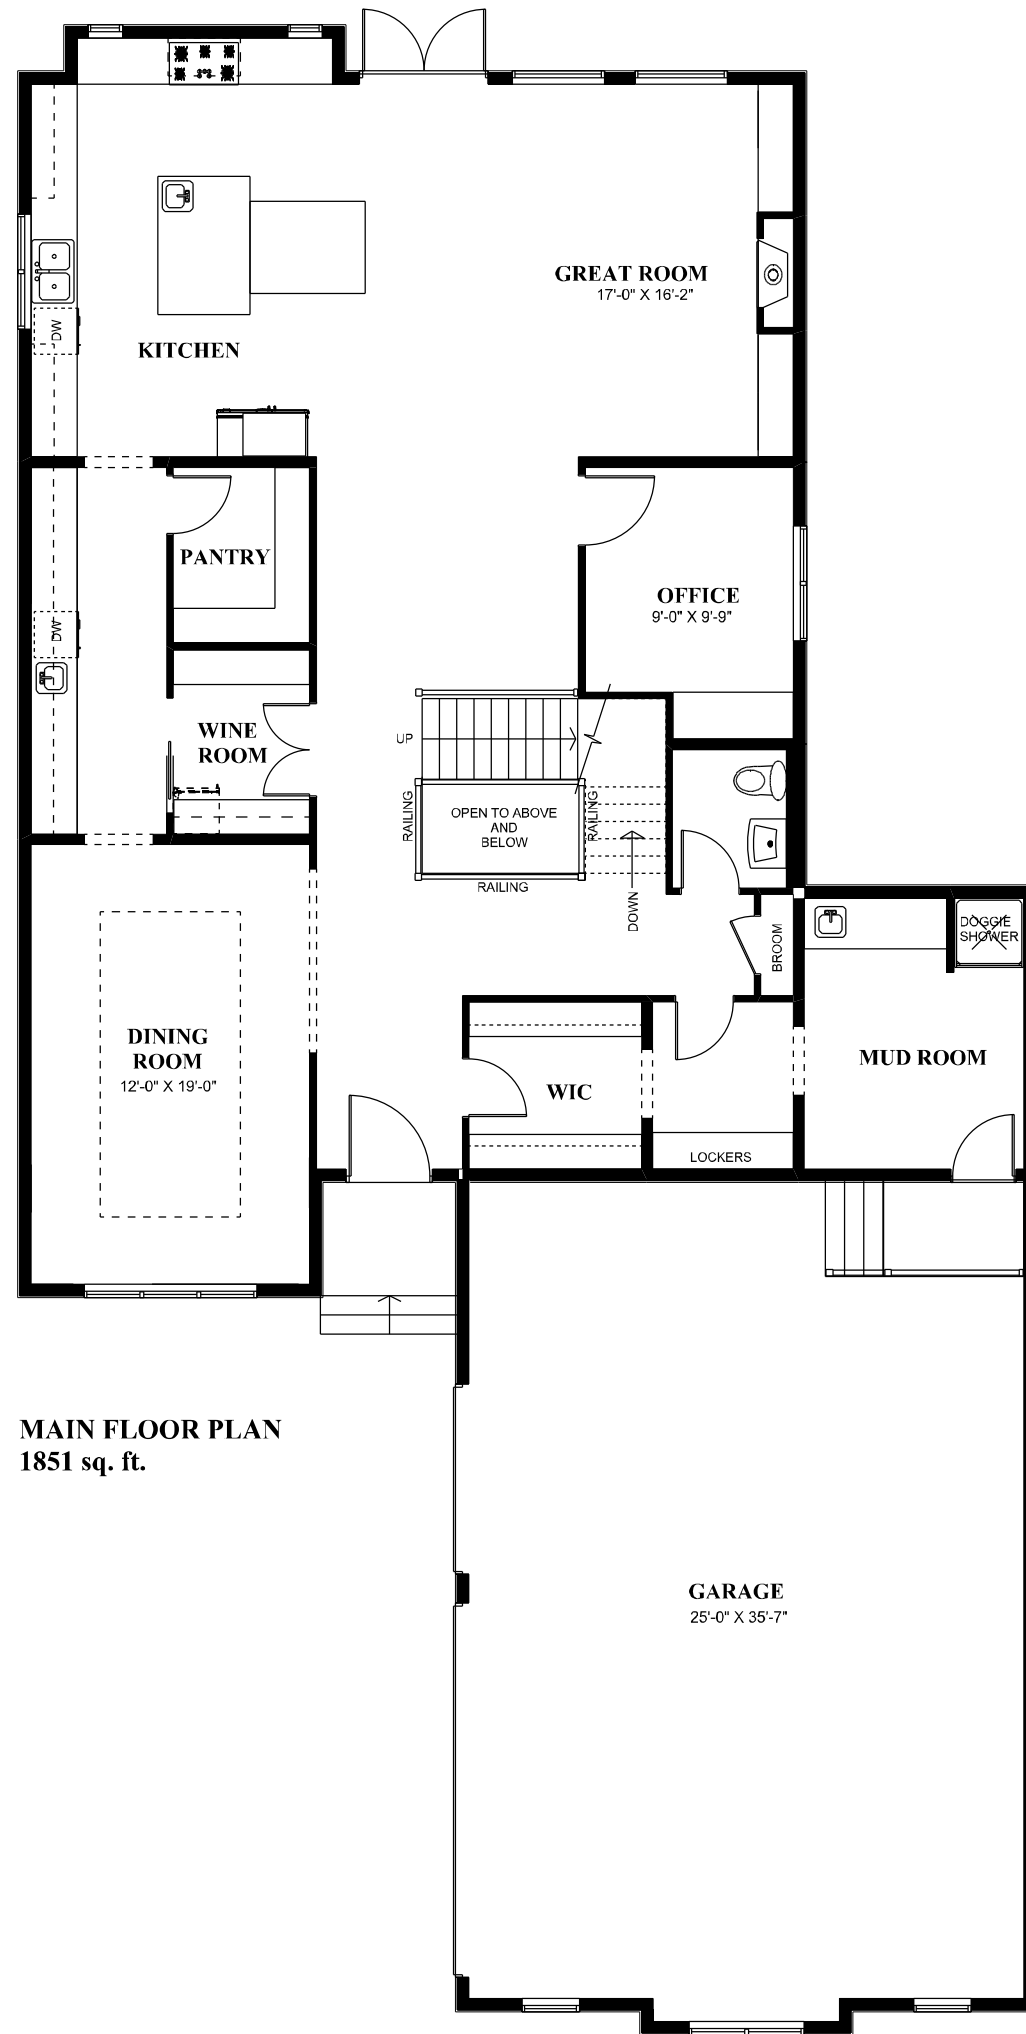 GREAT ROOM
17'-0" X 16'-2"
DW
KITCHEN
PANTRY
OFFICE
9'-0" X 9'-9"
DW
WINE
ROOM
UP
RAILING
OPEN TO ABOVE
AND
BELOW
RAILING
RAILING
DOWN
BROOM
DOGGIE
SHOWER
DINING
ROOM
12'-0" X 19'-0"
WIC
MUD ROOM
LOCKERS
MAIN FLOOR PLAN
1851 sq. ft.
GARAGE
25'-0" X 35'-7"